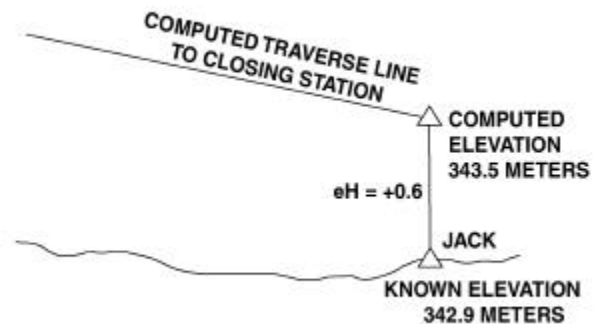 COMPUTED TRAVERSE LINE
TO CLOSING STATION
COMPUTED
ELEVATION
343.5 METERS
eH = +0.6
JACK
KNOWN ELEVATION
342.9 METERS